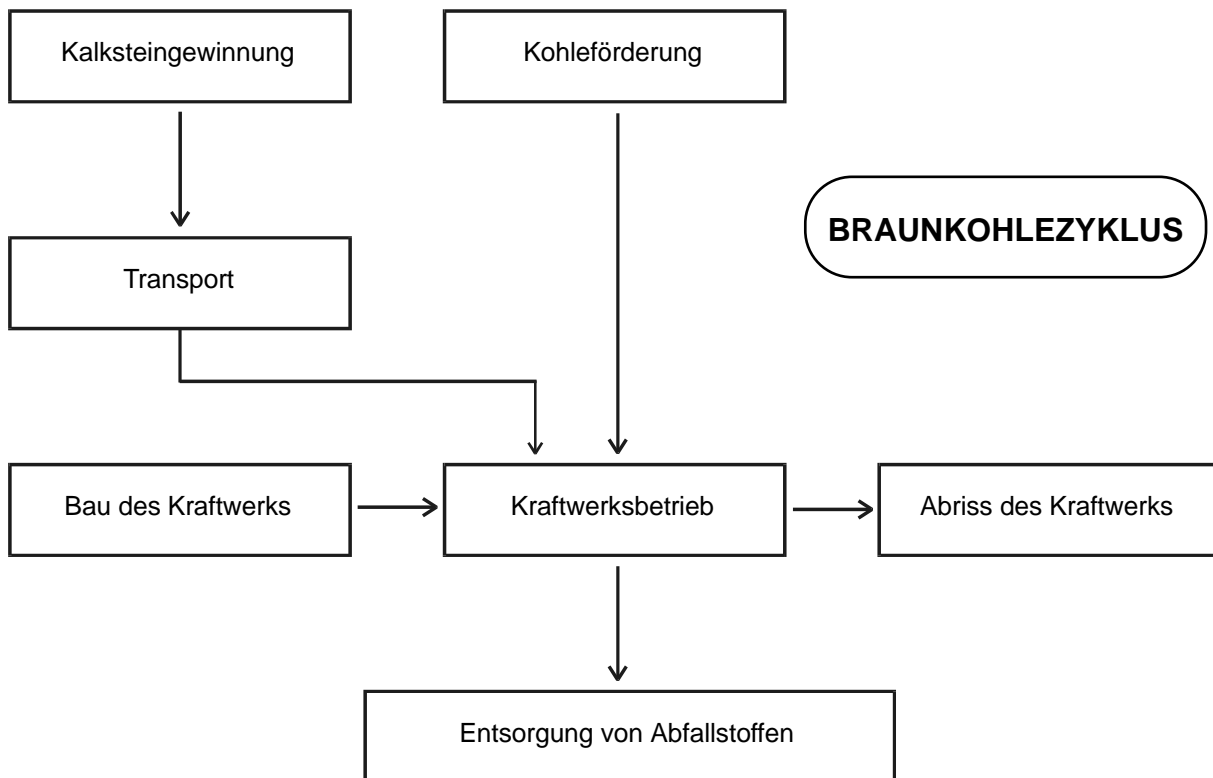 Kalksteingewinnung
Kohleförderung
BRAUNKOHLEZYKLUS
Transport
Bau des Kraftwerks
Kraftwerksbetrieb
Abriss des Kraftwerks
Entsorgung von Abfallstoffen